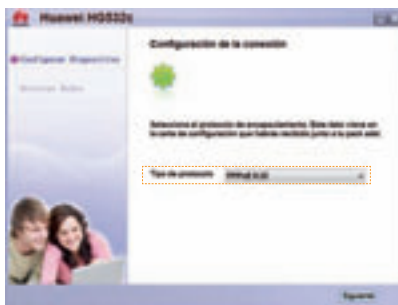 Huawei HG532c
Configuración de la conexión
Configurar Dispositivo
Selecciona el protocolo de encapsulamiento. Este dato viene en
la carta de configuración que habrás recibido junto a tu pack adsl.
Tipo de protocolo
Siguiente